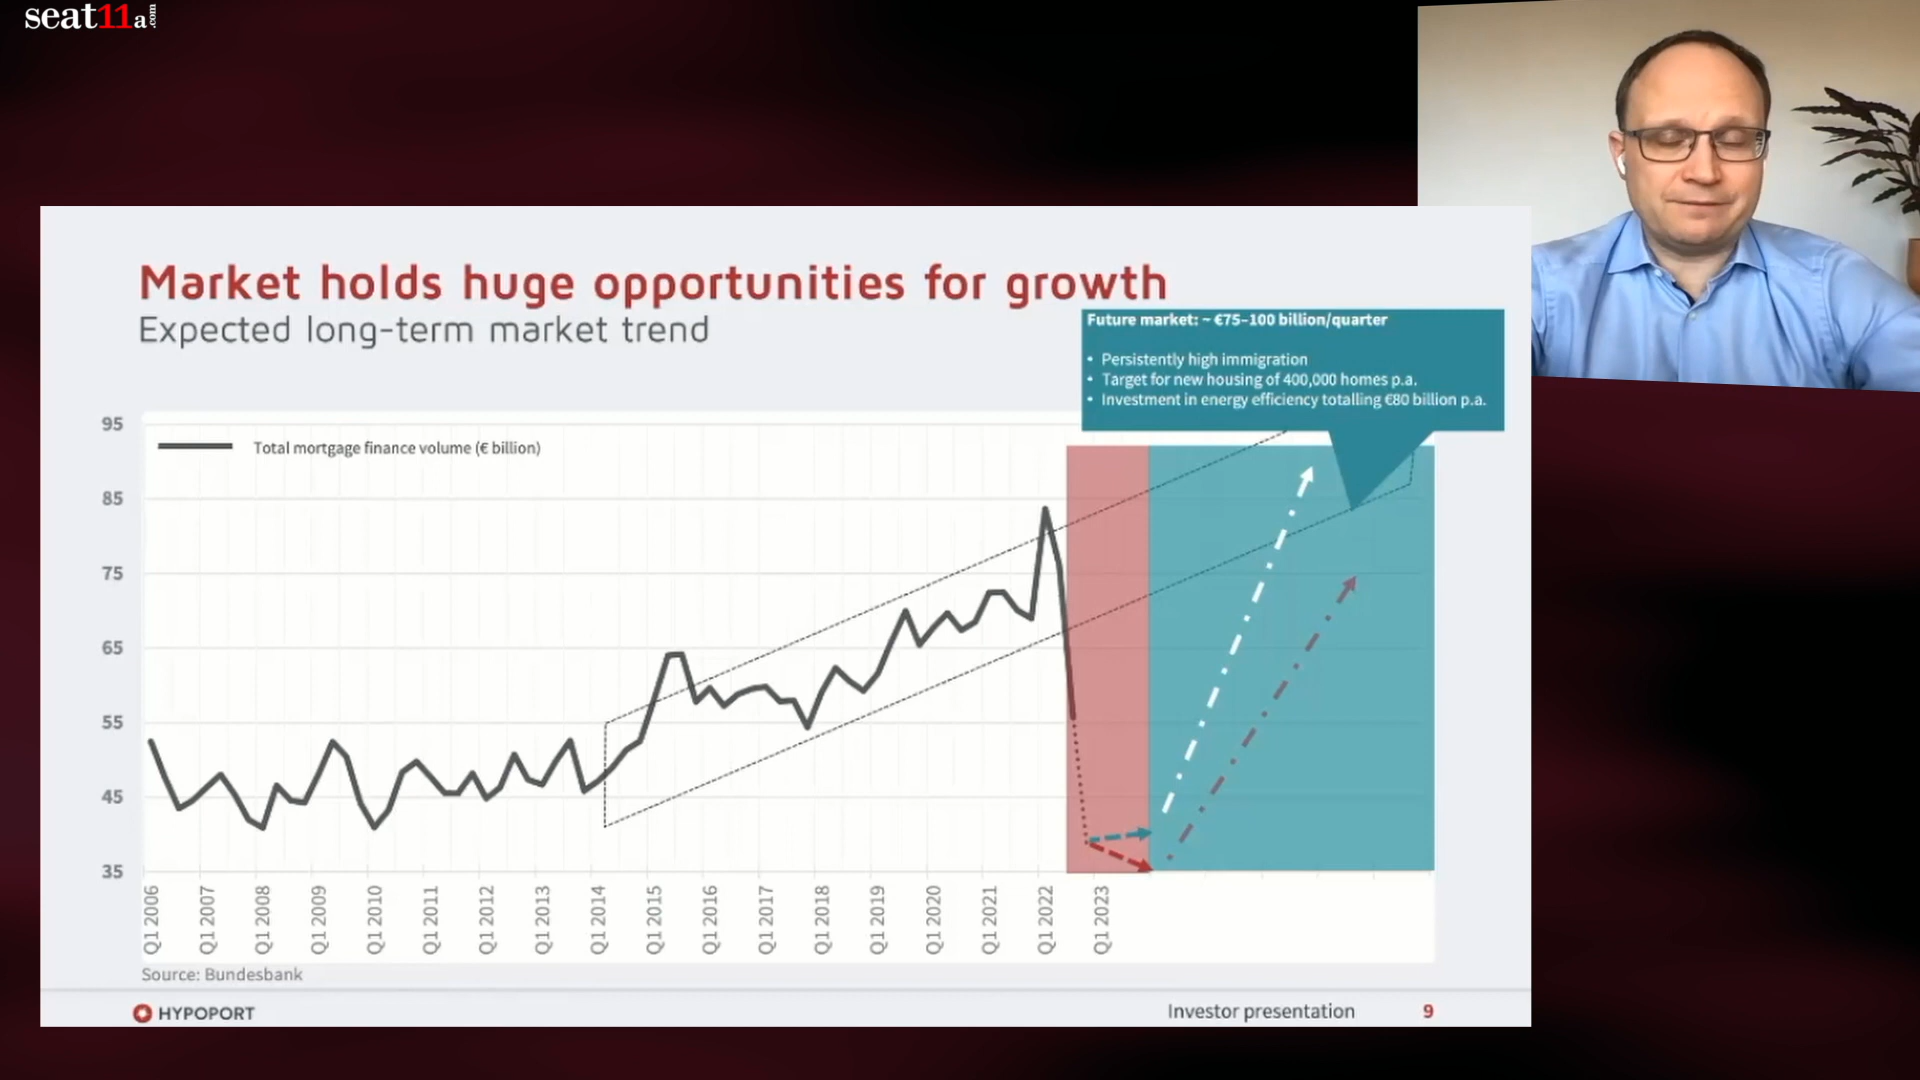 seat11a.com
Market holds huge opportunities for growth
Expected long-term market trend
Future market: ~ €75–100 billion/quarter
• Persistently high immigration
• Target for new housing of 400,000 homes p.a.
• Investment in energy efficiency totalling €80 billion p.a.
Total mortgage finance volume (€ billion)
95
85
75
65
55
45
35
Q1 2006
Q1 2007
Q1 2008
Q1 2009
Q1 2010
Q1 2011
Q1 2012
Q1 2013
Q1 2014
Q1 2015
Q1 2016
Q1 2017
Q1 2018
Q1 2019
Q1 2020
Q1 2021
Q1 2022
Q1 2023
Source: Bundesbank
HYPOPORT
Investor presentation 9